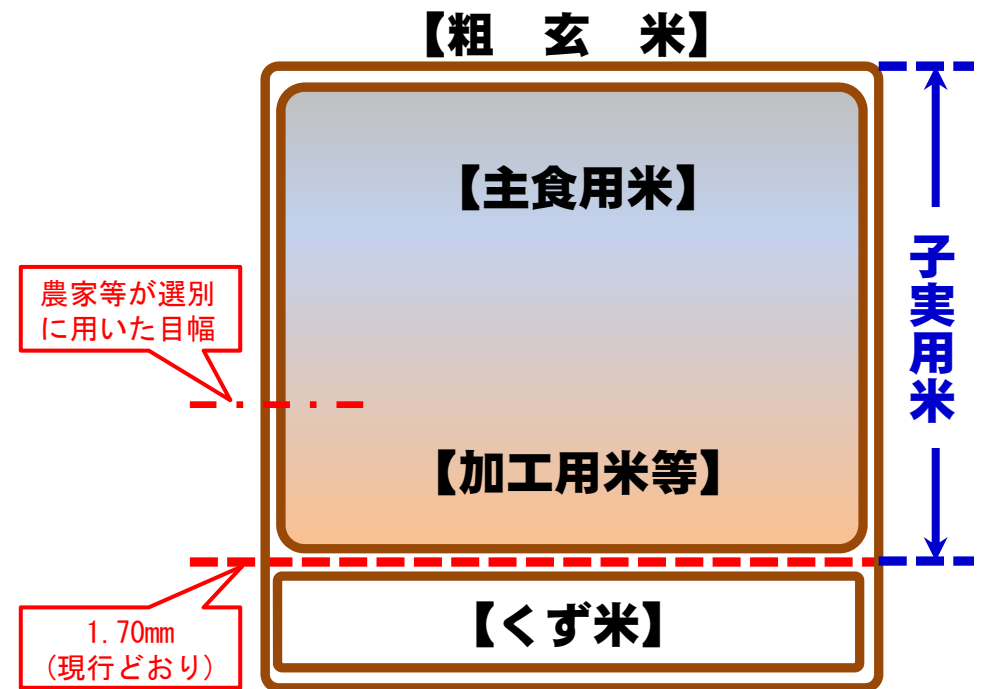 【粗　玄　米】
【主食用米】
農家等が選別
に用いた目幅
子実用米
【加工用米等】
1.70mm
(現行どおり)
【くず米】